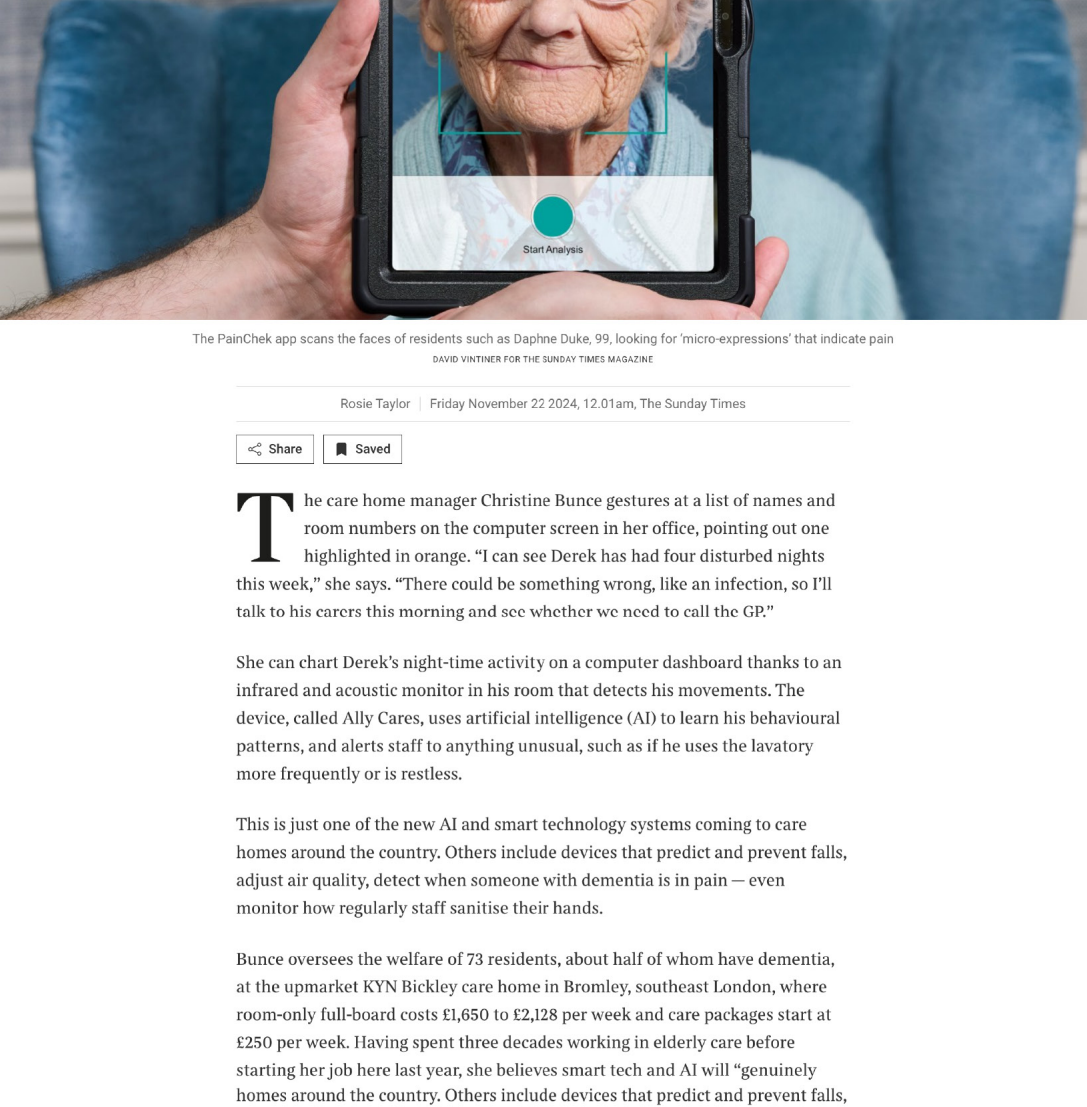 Start Analysis
The PainChek app scans the faces of residents such as Daphne Duke, 99, looking for ‘micro-expressions’ that indicate pain
DAVID VINTINER FOR THE SUNDAY TIMES MAGAZINE
Rosie Taylor | Friday November 22 2024, 12.01am, The Sunday Times
Share Saved
The care home manager Christine Bunce gestures at a list of names and
room numbers on the computer screen in her office, pointing out one
highlighted in orange. “I can see Derek has had four disturbed nights
this week,” she says. “There could be something wrong, like an infection, so I’ll
talk to his carers this morning and see whether we need to call the GP.”
She can chart Derek’s night-time activity on a computer dashboard thanks to an
infrared and acoustic monitor in his room that detects his movements. The
device, called Ally Cares, uses artificial intelligence (AI) to learn his behavioural
patterns, and alerts staff to anything unusual, such as if he uses the lavatory
more frequently or is restless.
This is just one of the new AI and smart technology systems coming to care
homes around the country. Others include devices that predict and prevent falls,
adjust air quality, detect when someone with dementia is in pain — even
monitor how regularly staff sanitise their hands.
Bunce oversees the welfare of 73 residents, about half of whom have dementia,
at the upmarket KYN Bickley care home in Bromley, southeast London, where
room-only full-board costs £1,650 to £2,128 per week and care packages start at
£250 per week. Having spent three decades working in elderly care before
starting her job here last year, she believes smart tech and AI will “genuinely
homes around the country. Others include devices that predict and prevent falls,